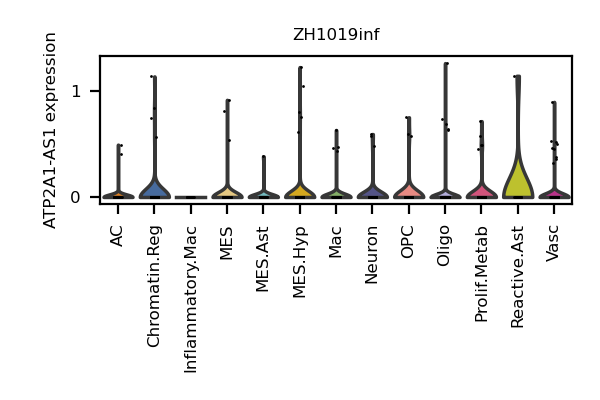 ZH1019inf
ATP2A1-AS1 expression
1
0
AC
Chromatin.Reg
Inflammatory.Mac
MES
MES.Ast
MES.Hyp
Mac
Neuron
OPC
Oligo
Prolif.Metab
Reactive.Ast
Vasc